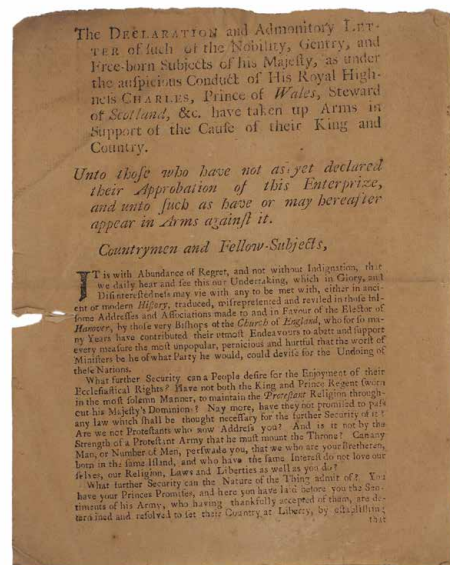 The DECLARATION and Admonitory LET-
TER of such of the Nobility, Gentry, and
Free-born Subjects of his Majesty, as under
the auspicious Conduct of His Royal High-
ness CHARLES, Prince of Wales, Steward
of Scotland, &c. have taken up Arms in
Support of the Cause of their King and
Country.
Unto those who have not as yet declared
their Approbation of this Enterprize,
and unto such as have or may hereafter
appear in Arms against it.
Countrymen and Fellow-Subjects,
IT is with Abundance of Regret, and not without Indignation, that
we daily hear and see this our Undertaking, which in Glory, and
Disinterestedness may vie with any to be met with, either in anci-
ent or modern History, traduced, misrepresented and reviled in those ful-
some Addresses and Associations made to and in Favour of the Elector of
Hanover, by those very Bishops of the Church of England, who for so ma-
ny Years have contributed their utmost Endeavours to abett and support
every measure the most unpopular, pernicious and hurtful that the worst of
Ministers be he of what Party he would, could devise for the Undoing of
these Nations.
What further Security can a People desire for the Enjoyment of their
Ecclesiastical Rights? Have not both the King and Prince Regent sworn
in the most solemn Manner, to maintain the Protestant Religion through-
out his Majesty's Dominions? Nay more, have they not promised to pass
any law which shall be thought necessary for the further Security of it?
Are we not Protestants who now Address you? And is it not by the
Strength of a Protestant Army that he must mount the Throne? Can any
Man, or Number of Men, perswade you, that we who are your Bretheren,
born in the same Island, and who have the same Interest do not love our
selves, our Religion, Laws and Liberties as well as you do?
What further Security can the Nature of the Thing admit of? You
have your Princes Promises, and here you have laid before you the Sen-
timents of his Army, who having thankfully accepted of them, are de-
termined and resolved to set their Country at Liberty, by establishing
that